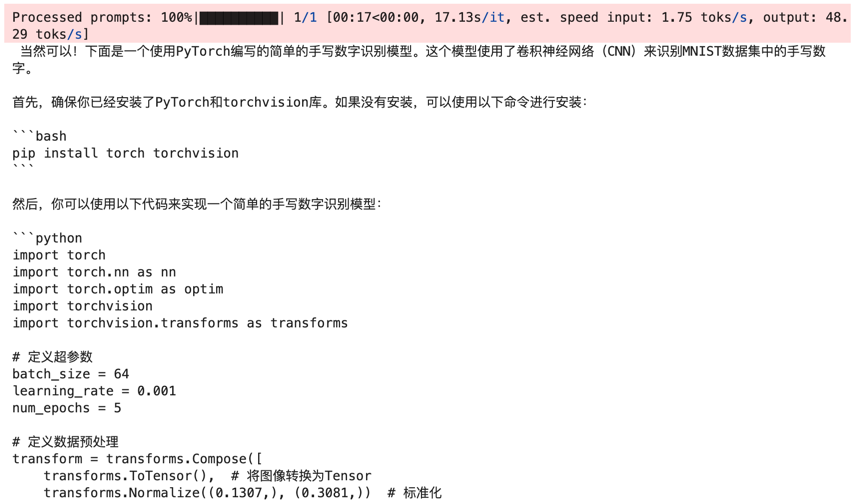 Processed prompts: 100%|██████████| 1/1 [00:17<00:00, 17.13s/it, est. speed input: 1.75 toks/s, output: 48.
29 toks/s]
当然可以！下面是一个使用PyTorch编写的简单的手写数字识别模型。这个模型使用了卷积神经网络（CNN）来识别MNIST数据集中的手写数
字。
首先，确保你已经安装了PyTorch和torchvision库。如果没有安装，可以使用以下命令进行安装：
```bash
pip install torch torchvision
```
然后，你可以使用以下代码来实现一个简单的手写数字识别模型：
```python
import torch
import torch.nn as nn
import torch.optim as optim
import torchvision
import torchvision.transforms as transforms
# 定义超参数
batch_size = 64
learning_rate = 0.001
num_epochs = 5
# 定义数据预处理
transform = transforms.Compose([
    transforms.ToTensor(),  # 将图像转换为Tensor
    transforms.Normalize((0.1307,), (0.3081,))  # 标准化